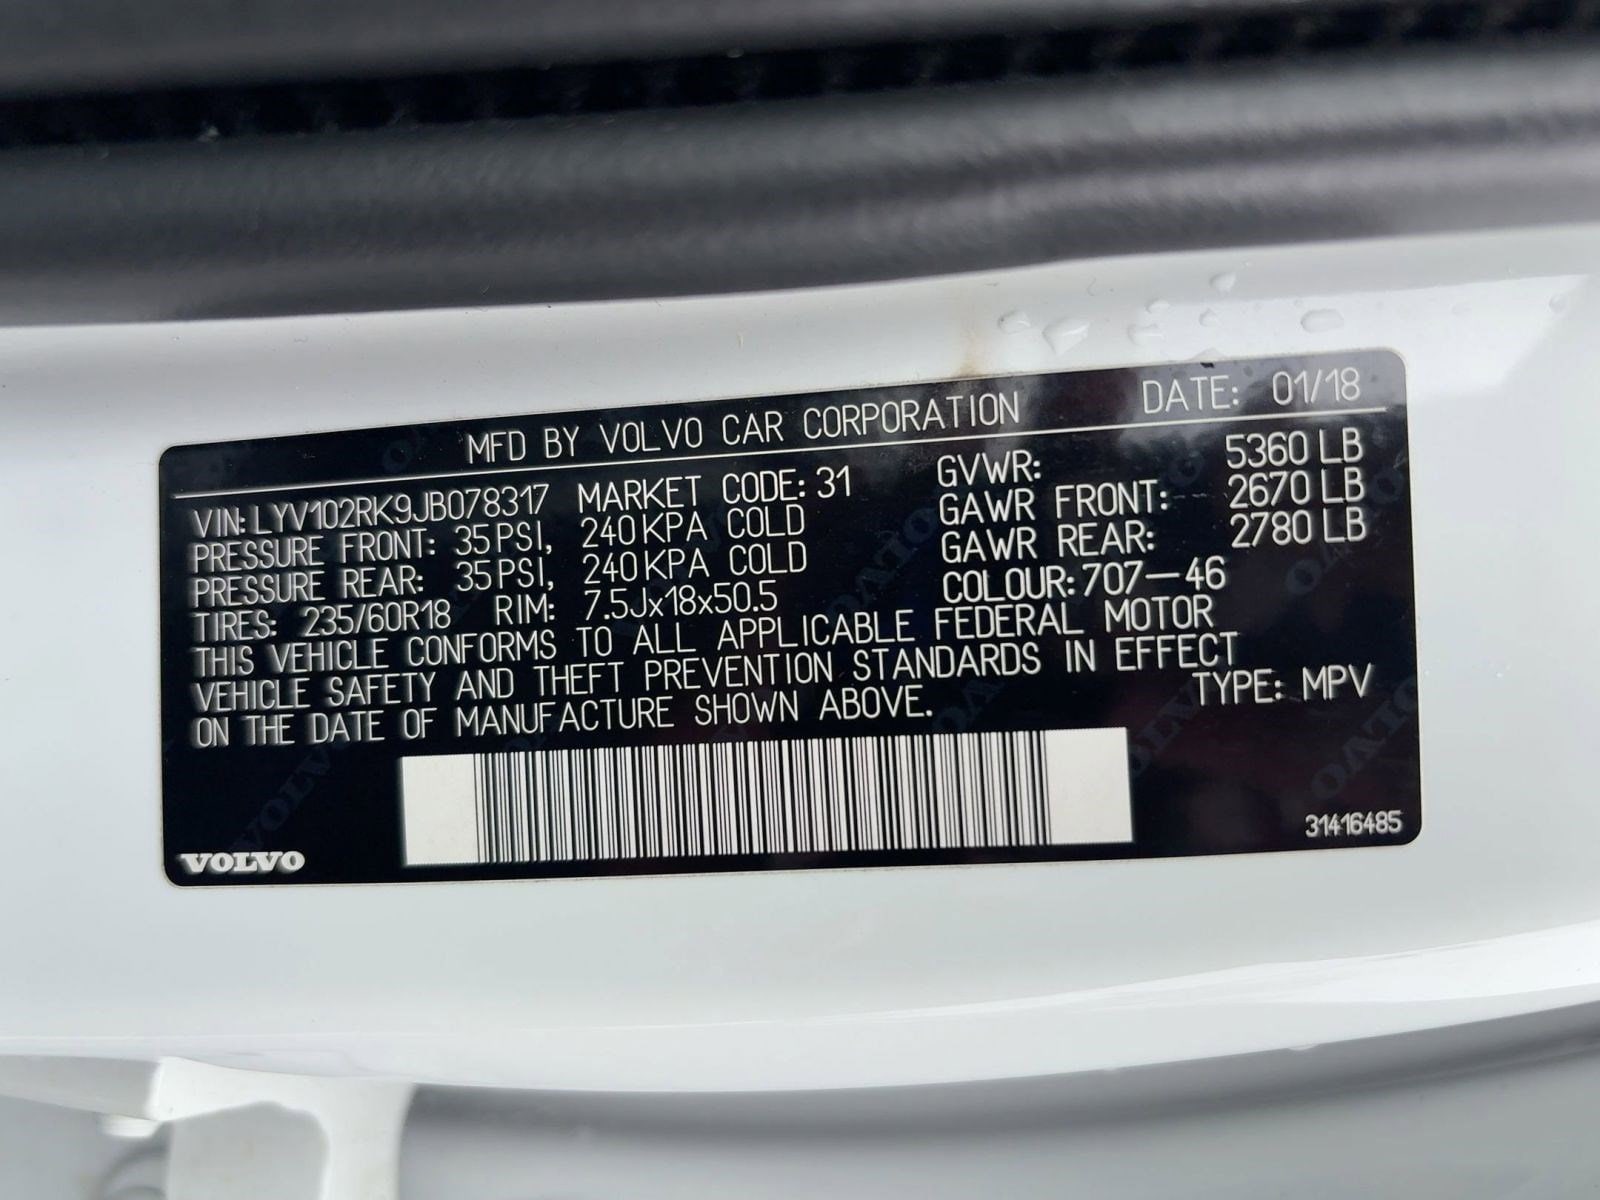 MFD BY VOLVO CAR CORPORATION DATE: 01/18
VIN: LYV102RK9JB078317 MARKET CODE: 31 GVWR: 5360 LB
PRESSURE FRONT: 35 PSI, 240 KPA COLD GAWR FRONT: 2670 LB
PRESSURE REAR: 35 PSI, 240 KPA COLD GAWR REAR: 2780 LB
TIRES: 235/60R18 RIM: 7.5Jx18x50.5 COLOUR: 707-46
THIS VEHICLE CONFORMS TO ALL APPLICABLE FEDERAL MOTOR
VEHICLE SAFETY AND THEFT PREVENTION STANDARDS IN EFFECT
ON THE DATE OF MANUFACTURE SHOWN ABOVE. TYPE: MPV
VOLVO 31416485